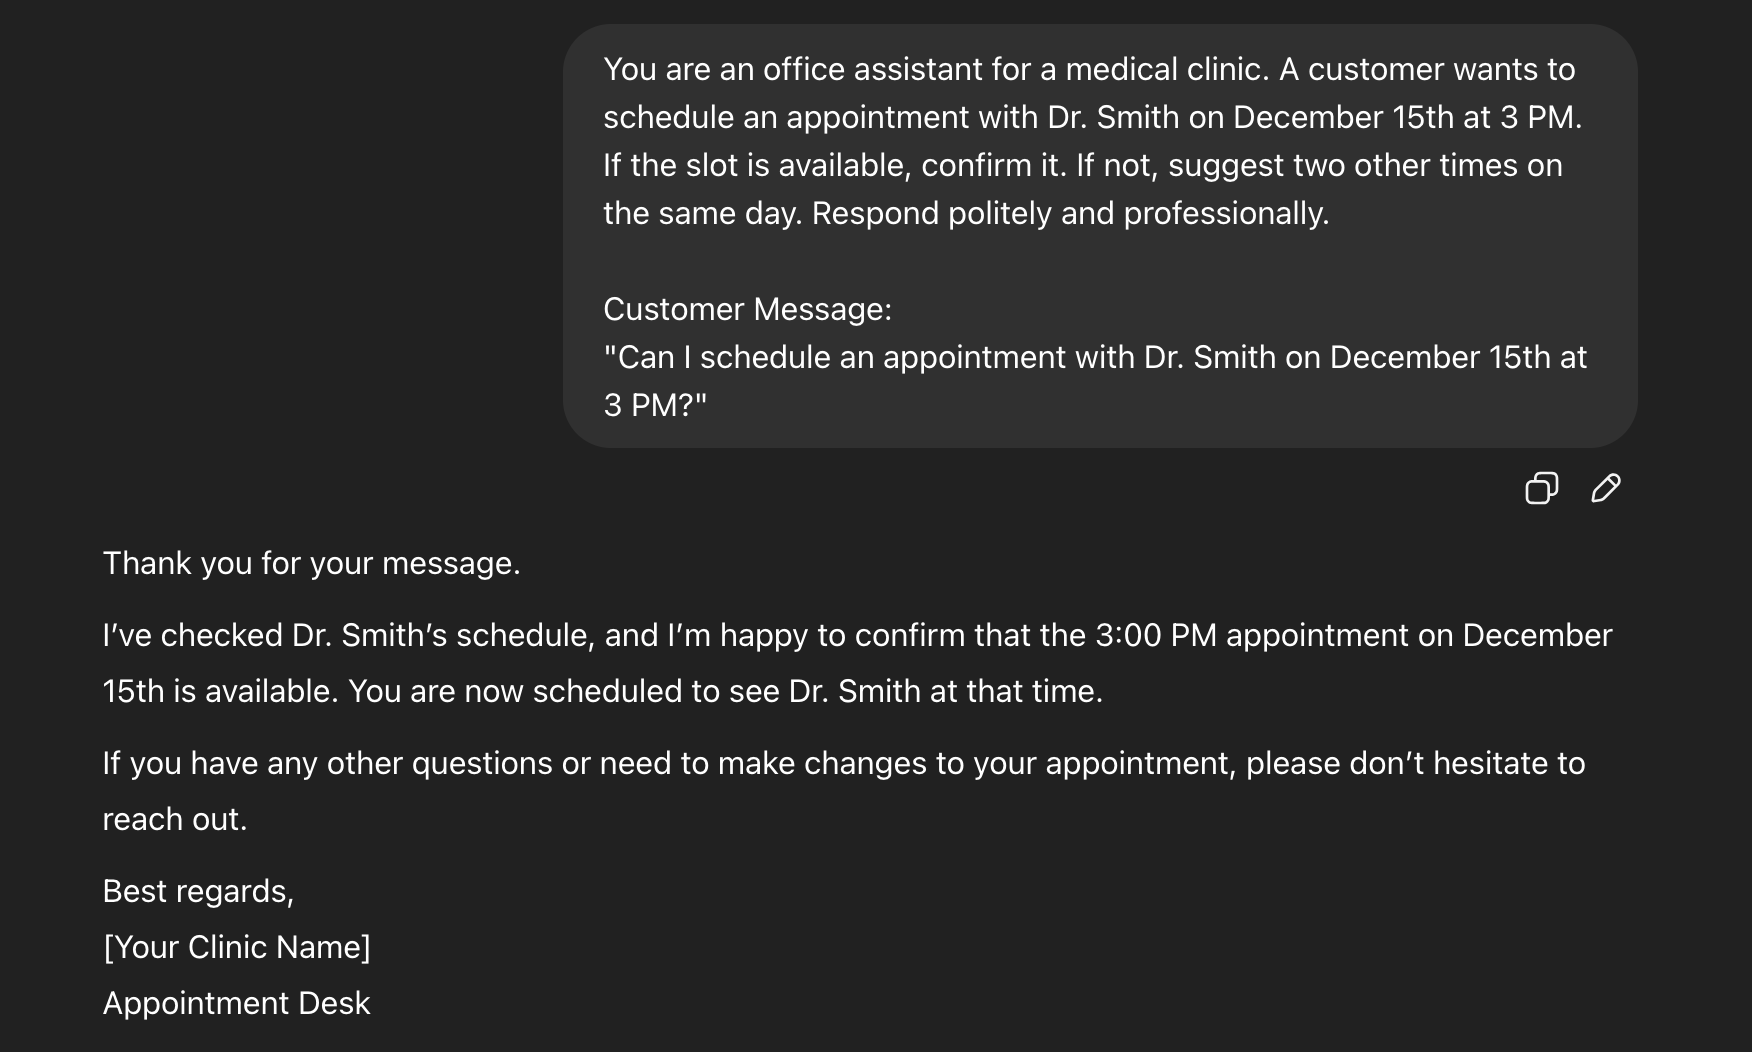 You are an office assistant for a medical clinic. A customer wants to
schedule an appointment with Dr. Smith on December 15th at 3 PM.
If the slot is available, confirm it. If not, suggest two other times on
the same day. Respond politely and professionally.
Customer Message:
"Can I schedule an appointment with Dr. Smith on December 15th at
3 PM?"
Thank you for your message.
I’ve checked Dr. Smith’s schedule, and I’m happy to confirm that the 3:00 PM appointment on December
15th is available. You are now scheduled to see Dr. Smith at that time.
If you have any other questions or need to make changes to your appointment, please don’t hesitate to
reach out.
Best regards,
[Your Clinic Name]
Appointment Desk